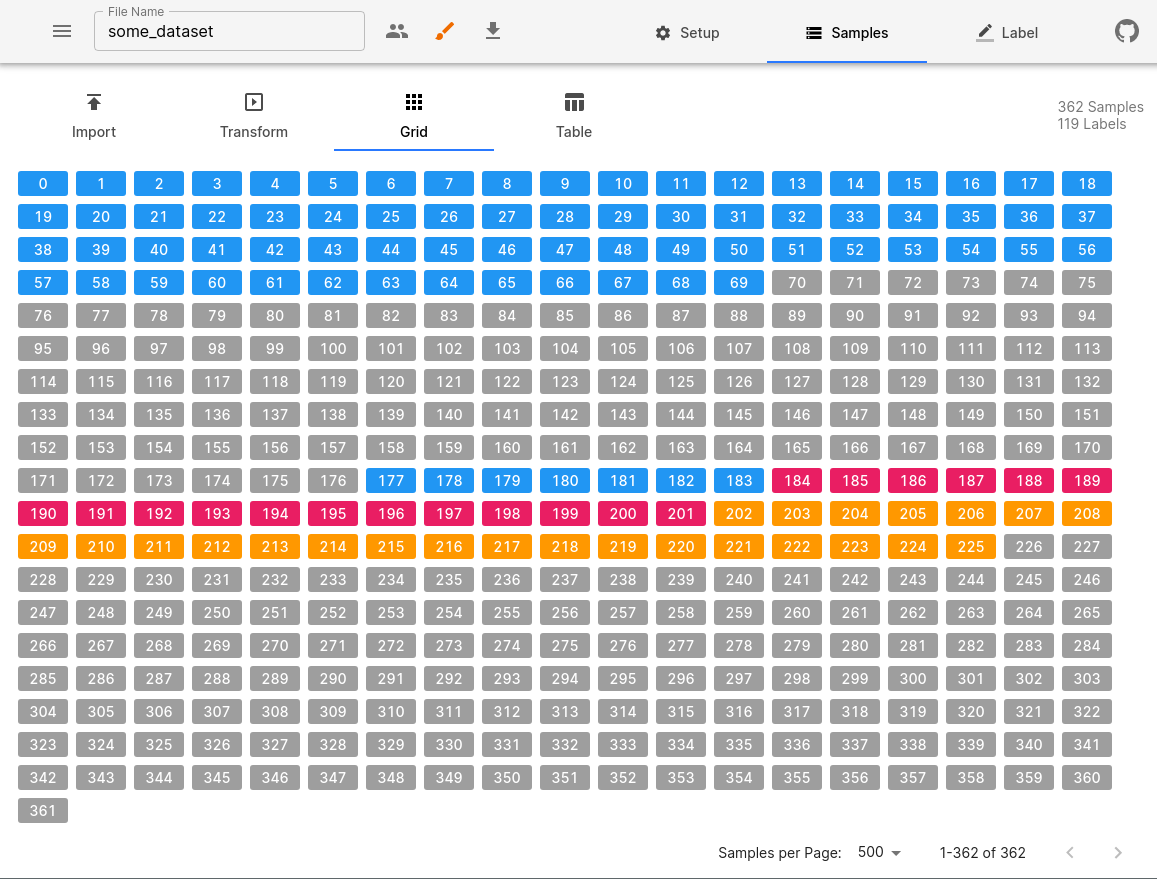 File Name
some_dataset
Setup
Samples
Label
Import
Transform
Grid
Table
362 Samples
119 Labels
0 1 2 3 4 5 6 7 8 9 10 11 12 13 14 15 16 17 18
19 20 21 22 23 24 25 26 27 28 29 30 31 32 33 34 35 36 37
38 39 40 41 42 43 44 45 46 47 48 49 50 51 52 53 54 55 56
57 58 59 60 61 62 63 64 65 66 67 68 69 70 71 72 73 74 75
76 77 78 79 80 81 82 83 84 85 86 87 88 89 90 91 92 93 94
95 96 97 98 99 100 101 102 103 104 105 106 107 108 109 110 111 112 113
114 115 116 117 118 119 120 121 122 123 124 125 126 127 128 129 130 131 132
133 134 135 136 137 138 139 140 141 142 143 144 145 146 147 148 149 150 151
152 153 154 155 156 157 158 159 160 161 162 163 164 165 166 167 168 169 170
171 172 173 174 175 176 177 178 179 180 181 182 183 184 185 186 187 188 189
190 191 192 193 194 195 196 197 198 199 200 201 202 203 204 205 206 207 208
209 210 211 212 213 214 215 216 217 218 219 220 221 222 223 224 225 226 227
228 229 230 231 232 233 234 235 236 237 238 239 240 241 242 243 244 245 246
247 248 249 250 251 252 253 254 255 256 257 258 259 260 261 262 263 264 265
266 267 268 269 270 271 272 273 274 275 276 277 278 279 280 281 282 283 284
285 286 287 288 289 290 291 292 293 294 295 296 297 298 299 300 301 302 303
304 305 306 307 308 309 310 311 312 313 314 315 316 317 318 319 320 321 322
323 324 325 326 327 328 329 330 331 332 333 334 335 336 337 338 339 340 341
342 343 344 345 346 347 348 349 350 351 352 353 354 355 356 357 358 359 360
361
Samples per Page: 500 1-362 of 362